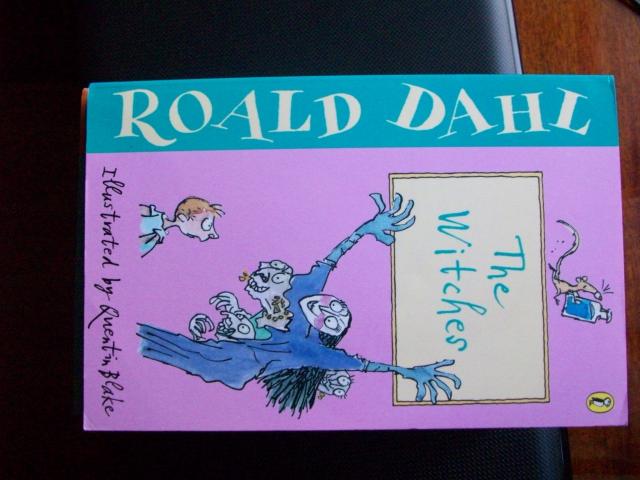 ROALD DAHL
The
Witches
Illustrated by Quentin Blake